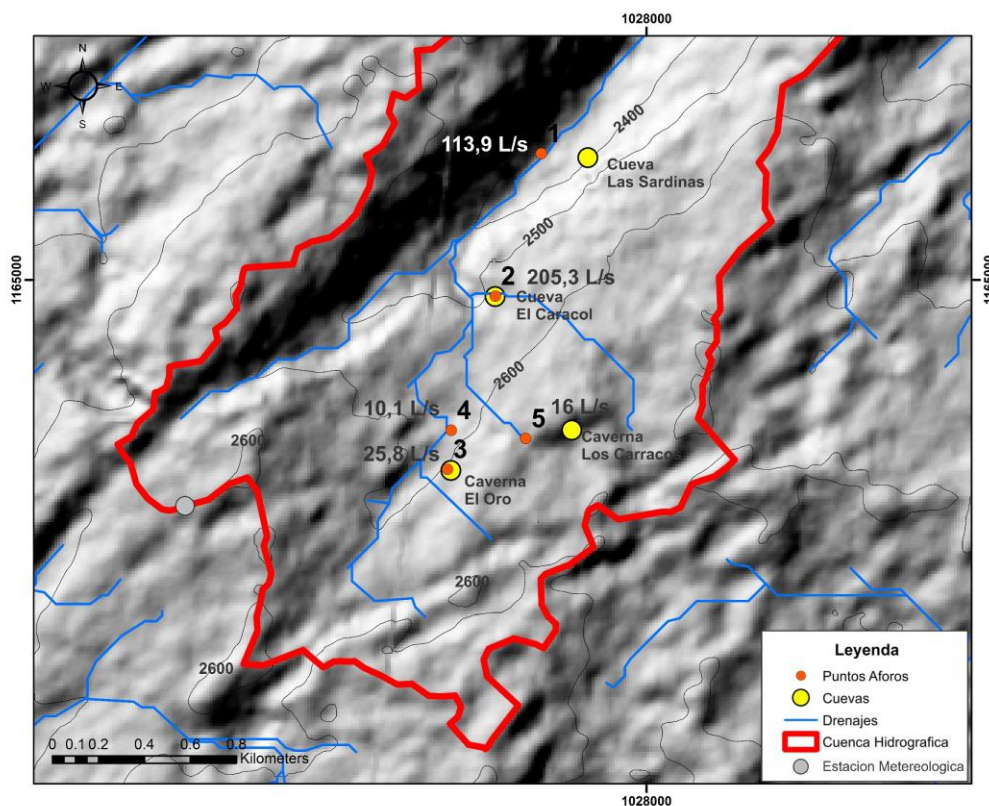 1028000
N
W E
S
2400
113,9 L/s
1
Cueva
Las Sardinas
2500
1165000
1165000
2
205,3 L/s
Cueva
El Caracol
2600
10,1 L/s
4
5
16 L/s
2600
25,8 L/s
3
Caverna
Los Carracos
Caverna
El Oro
2600
2600
Leyenda
Puntos Aforos
Cuevas
Drenajes
Cuenca Hidrografica
Estacion Metereologica
0 0.1 0.2 0.4 0.6 0.8
Kilometers
1028000